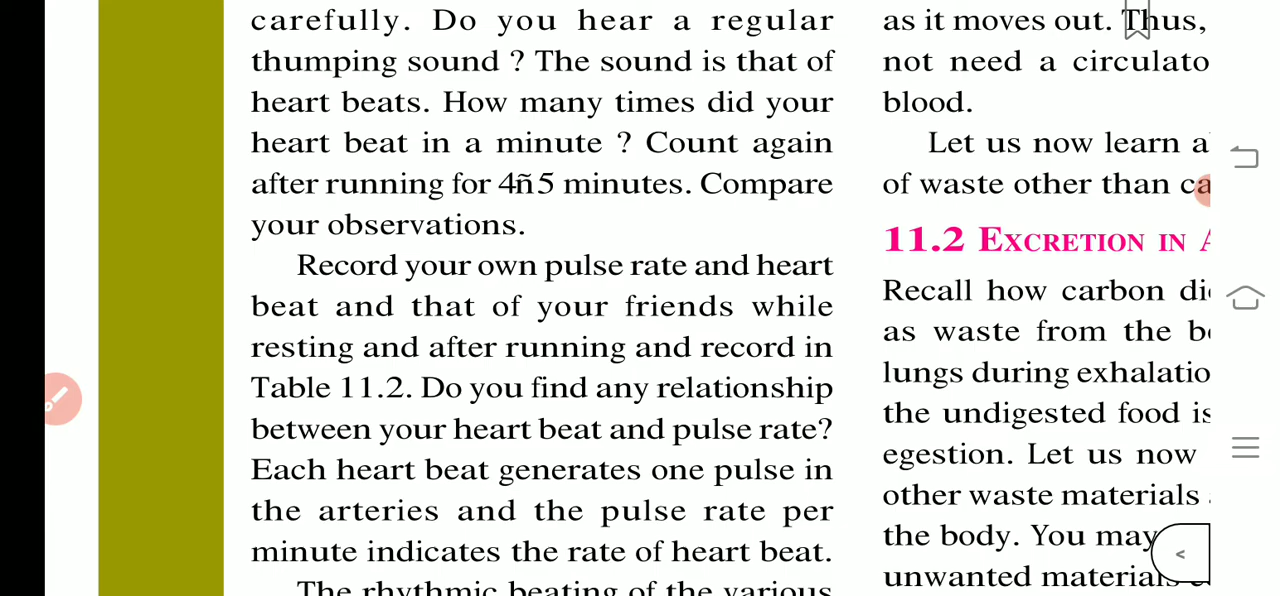 carefully. Do you hear a regular
thumping sound ? The sound is that of
heart beats. How many times did your
heart beat in a minute ? Count again
after running for 4ñ5 minutes. Compare
your observations.
Record your own pulse rate and heart
beat and that of your friends while
resting and after running and record in
Table 11.2. Do you find any relationship
between your heart beat and pulse rate?
Each heart beat generates one pulse in
the arteries and the pulse rate per
minute indicates the rate of heart beat.
The rhythmic beating of the various
as it moves out. Thus,
not need a
blood.
Let us now learn
of waste other than
11.2 EXCRETION IN
Recall how carbon
as waste from the
lungs during
the undigested food
egestion. Let us now
other waste materials
the body. You may
unwanted